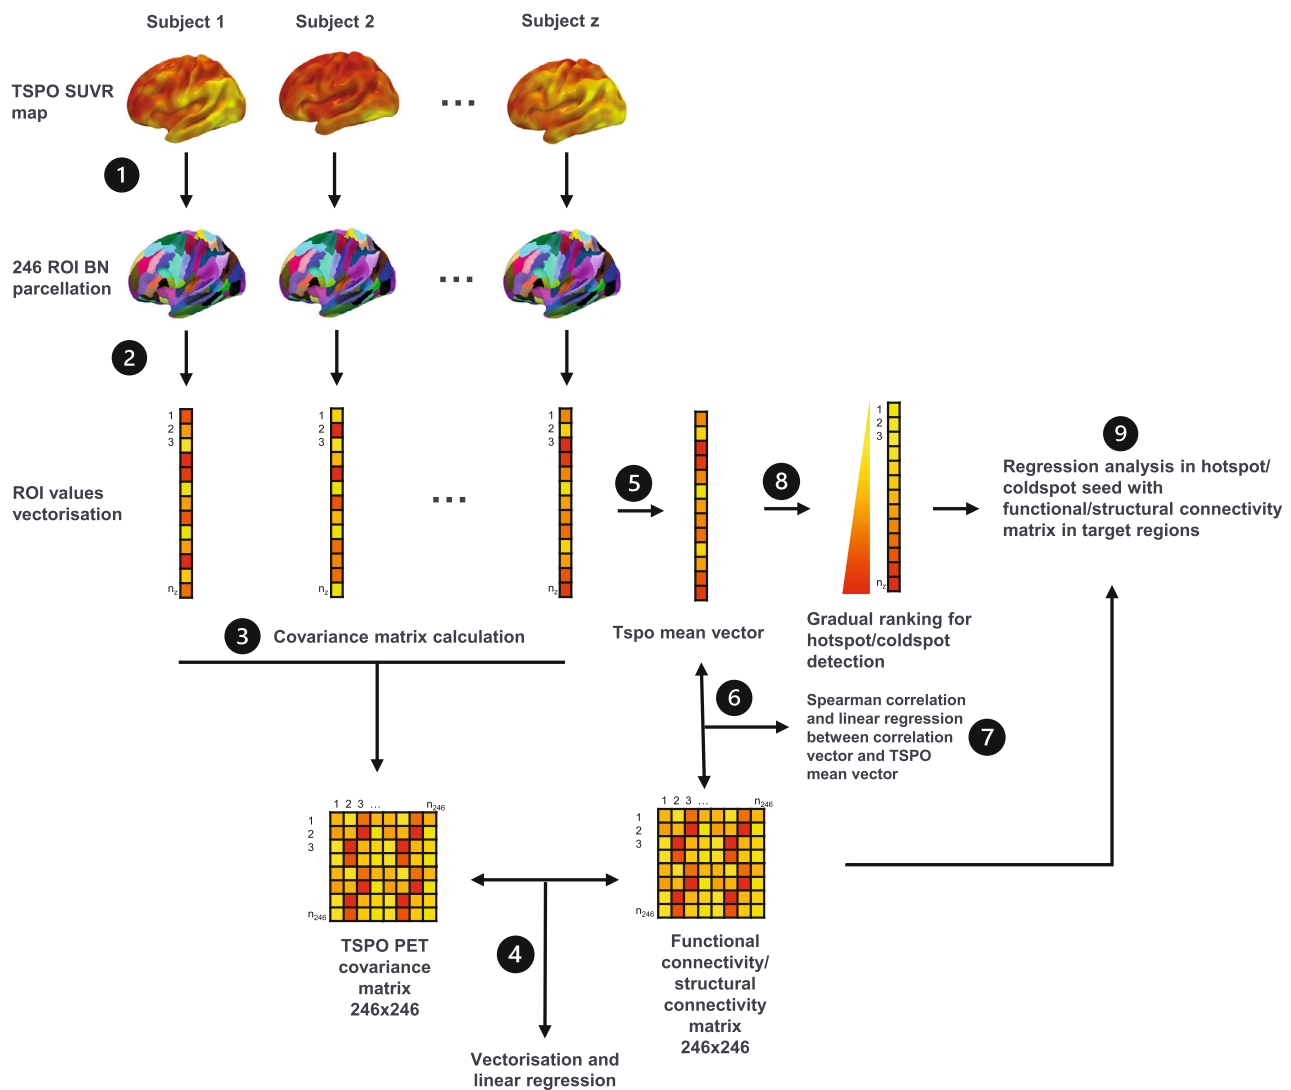 Subject 1
Subject 2
Subject z
TSPO SUVR
map
...
1
246 ROI BN
parcellation
...
2
ROI values
vectorisation
1
2
3
nz
1
2
3
...
1
2
3
nz
5
8
1
2
3
nz
9
Regression analysis in hotspot/
coldspot seed with
functional/structural connectivity
matrix in target regions
3 Covariance matrix calculation
Tspo mean vector
Gradual ranking for
hotspot/coldspot
detection
6
Spearman correlation
and linear regression
between correlation
vector and TSPO
mean vector
7
1 2 3 ... n246
1
2
3
n246
TSPO PET
covariance
matrix
246x246
1 2 3 ... n246
1
2
3
n246
Functional
connectivity/
structural
connectivity
matrix
246x246
4
Vectorisation and
linear regression